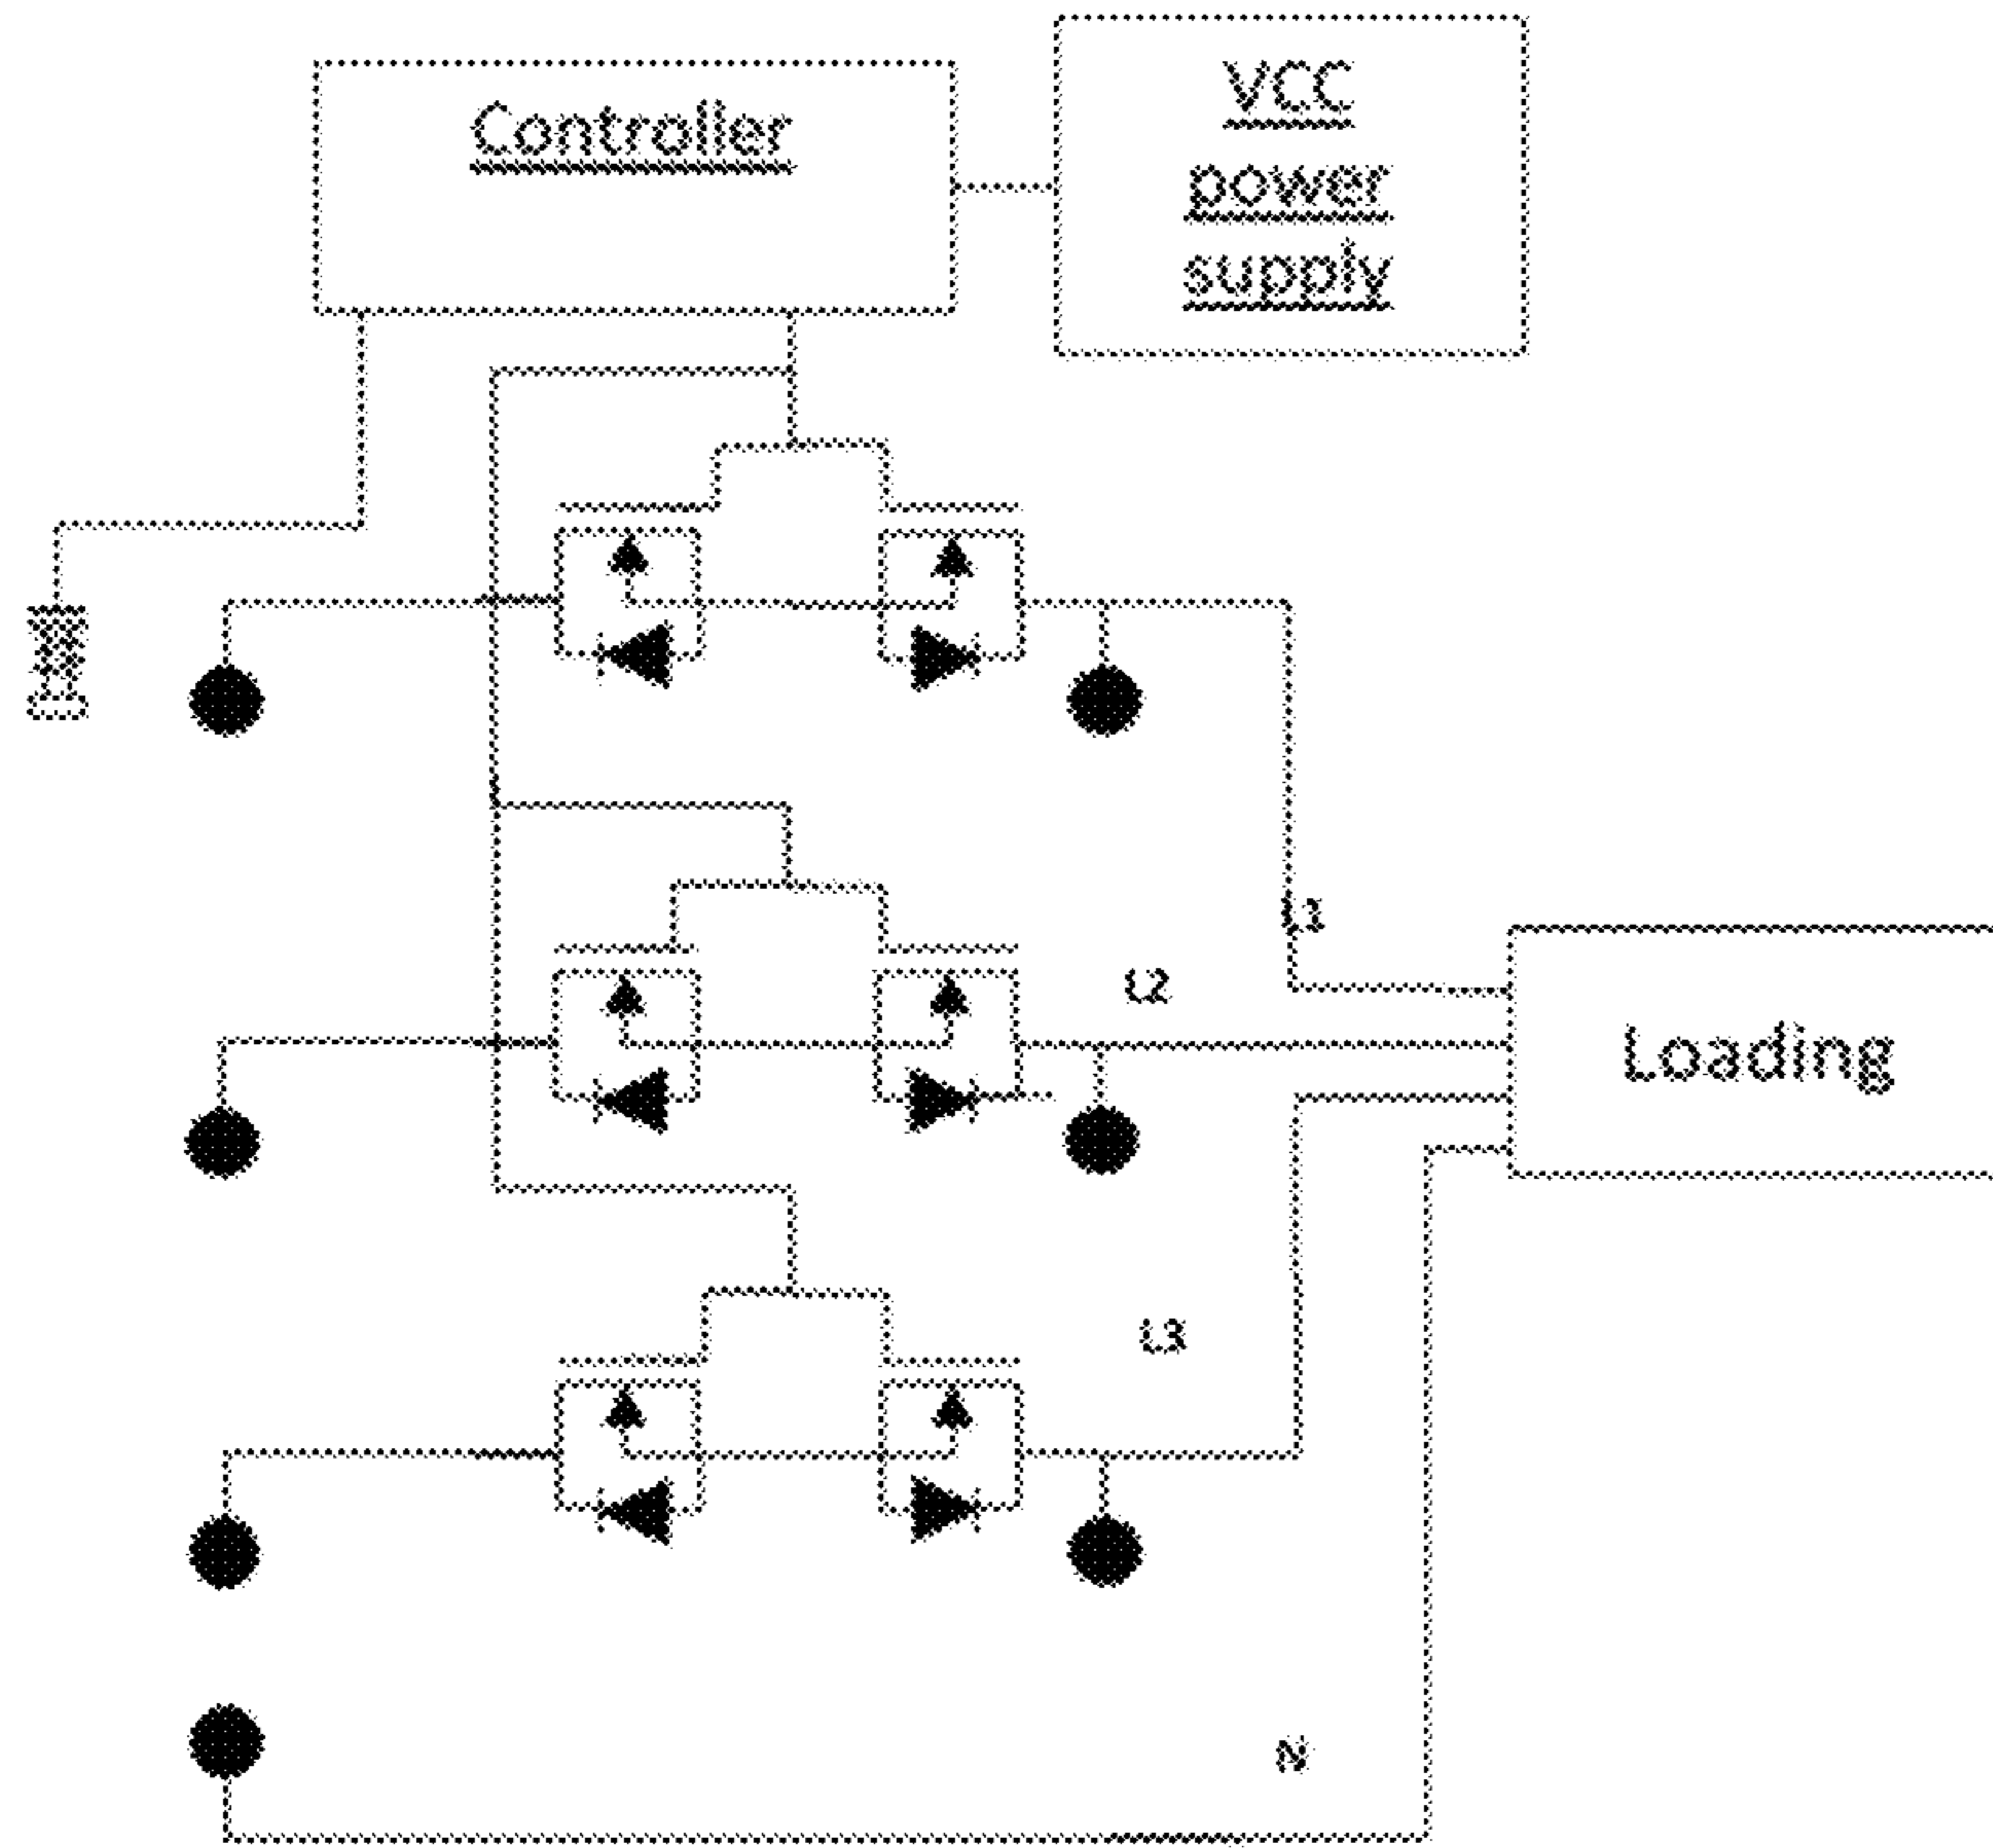 Controller
VCC
power
supply
L1
L2
Loading
L3
N